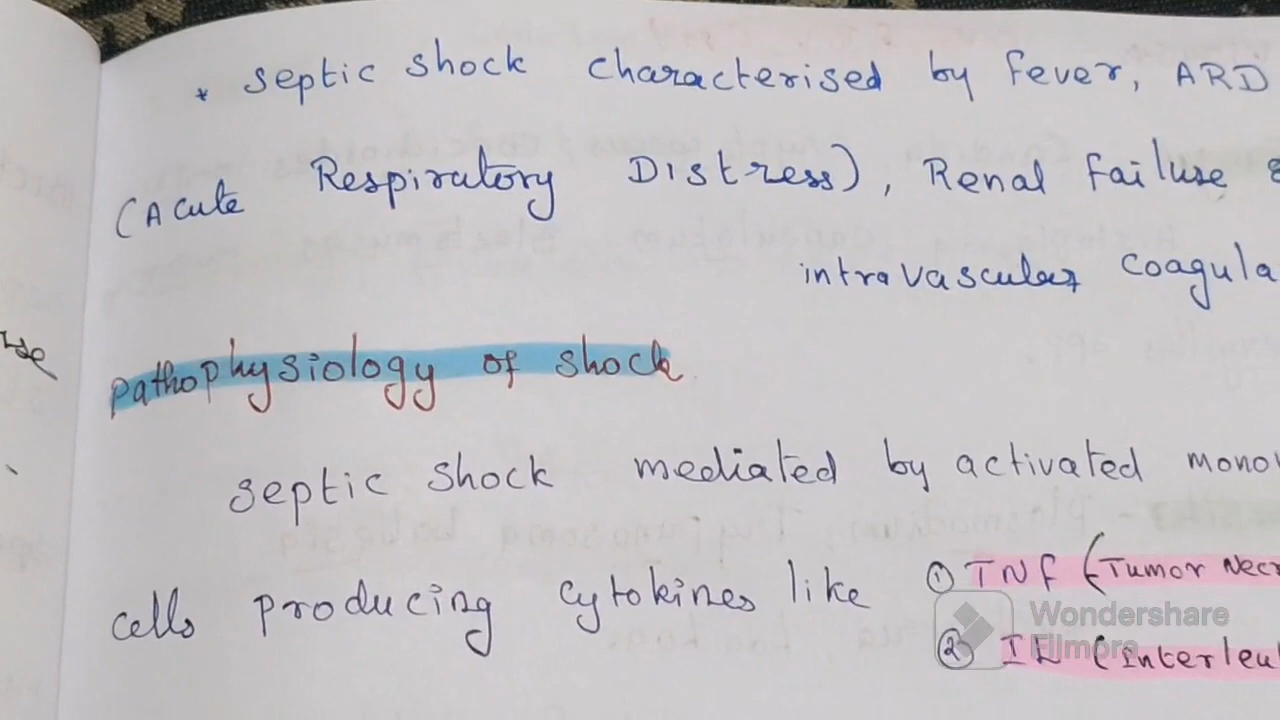 * septic shock characterised by fever, ARD
(Acute Respiratory Distress), Renal failure &
intravascular coagula
pathophysiology of shock
septic shock mediated by activated mono
cells producing cytokines like ① TNF (Tumor Necr
② IL (Interleu
Wondershare
Filmora